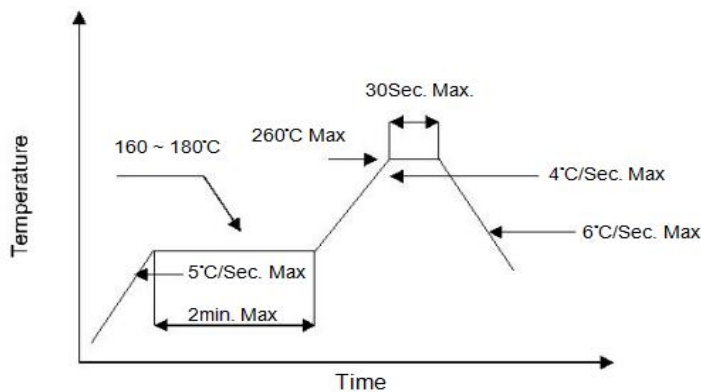 30Sec. Max.
260°C Max
160 ~ 180°C
4°C/Sec. Max
6°C/Sec. Max
5°C/Sec. Max
2min. Max
Temperature
Time